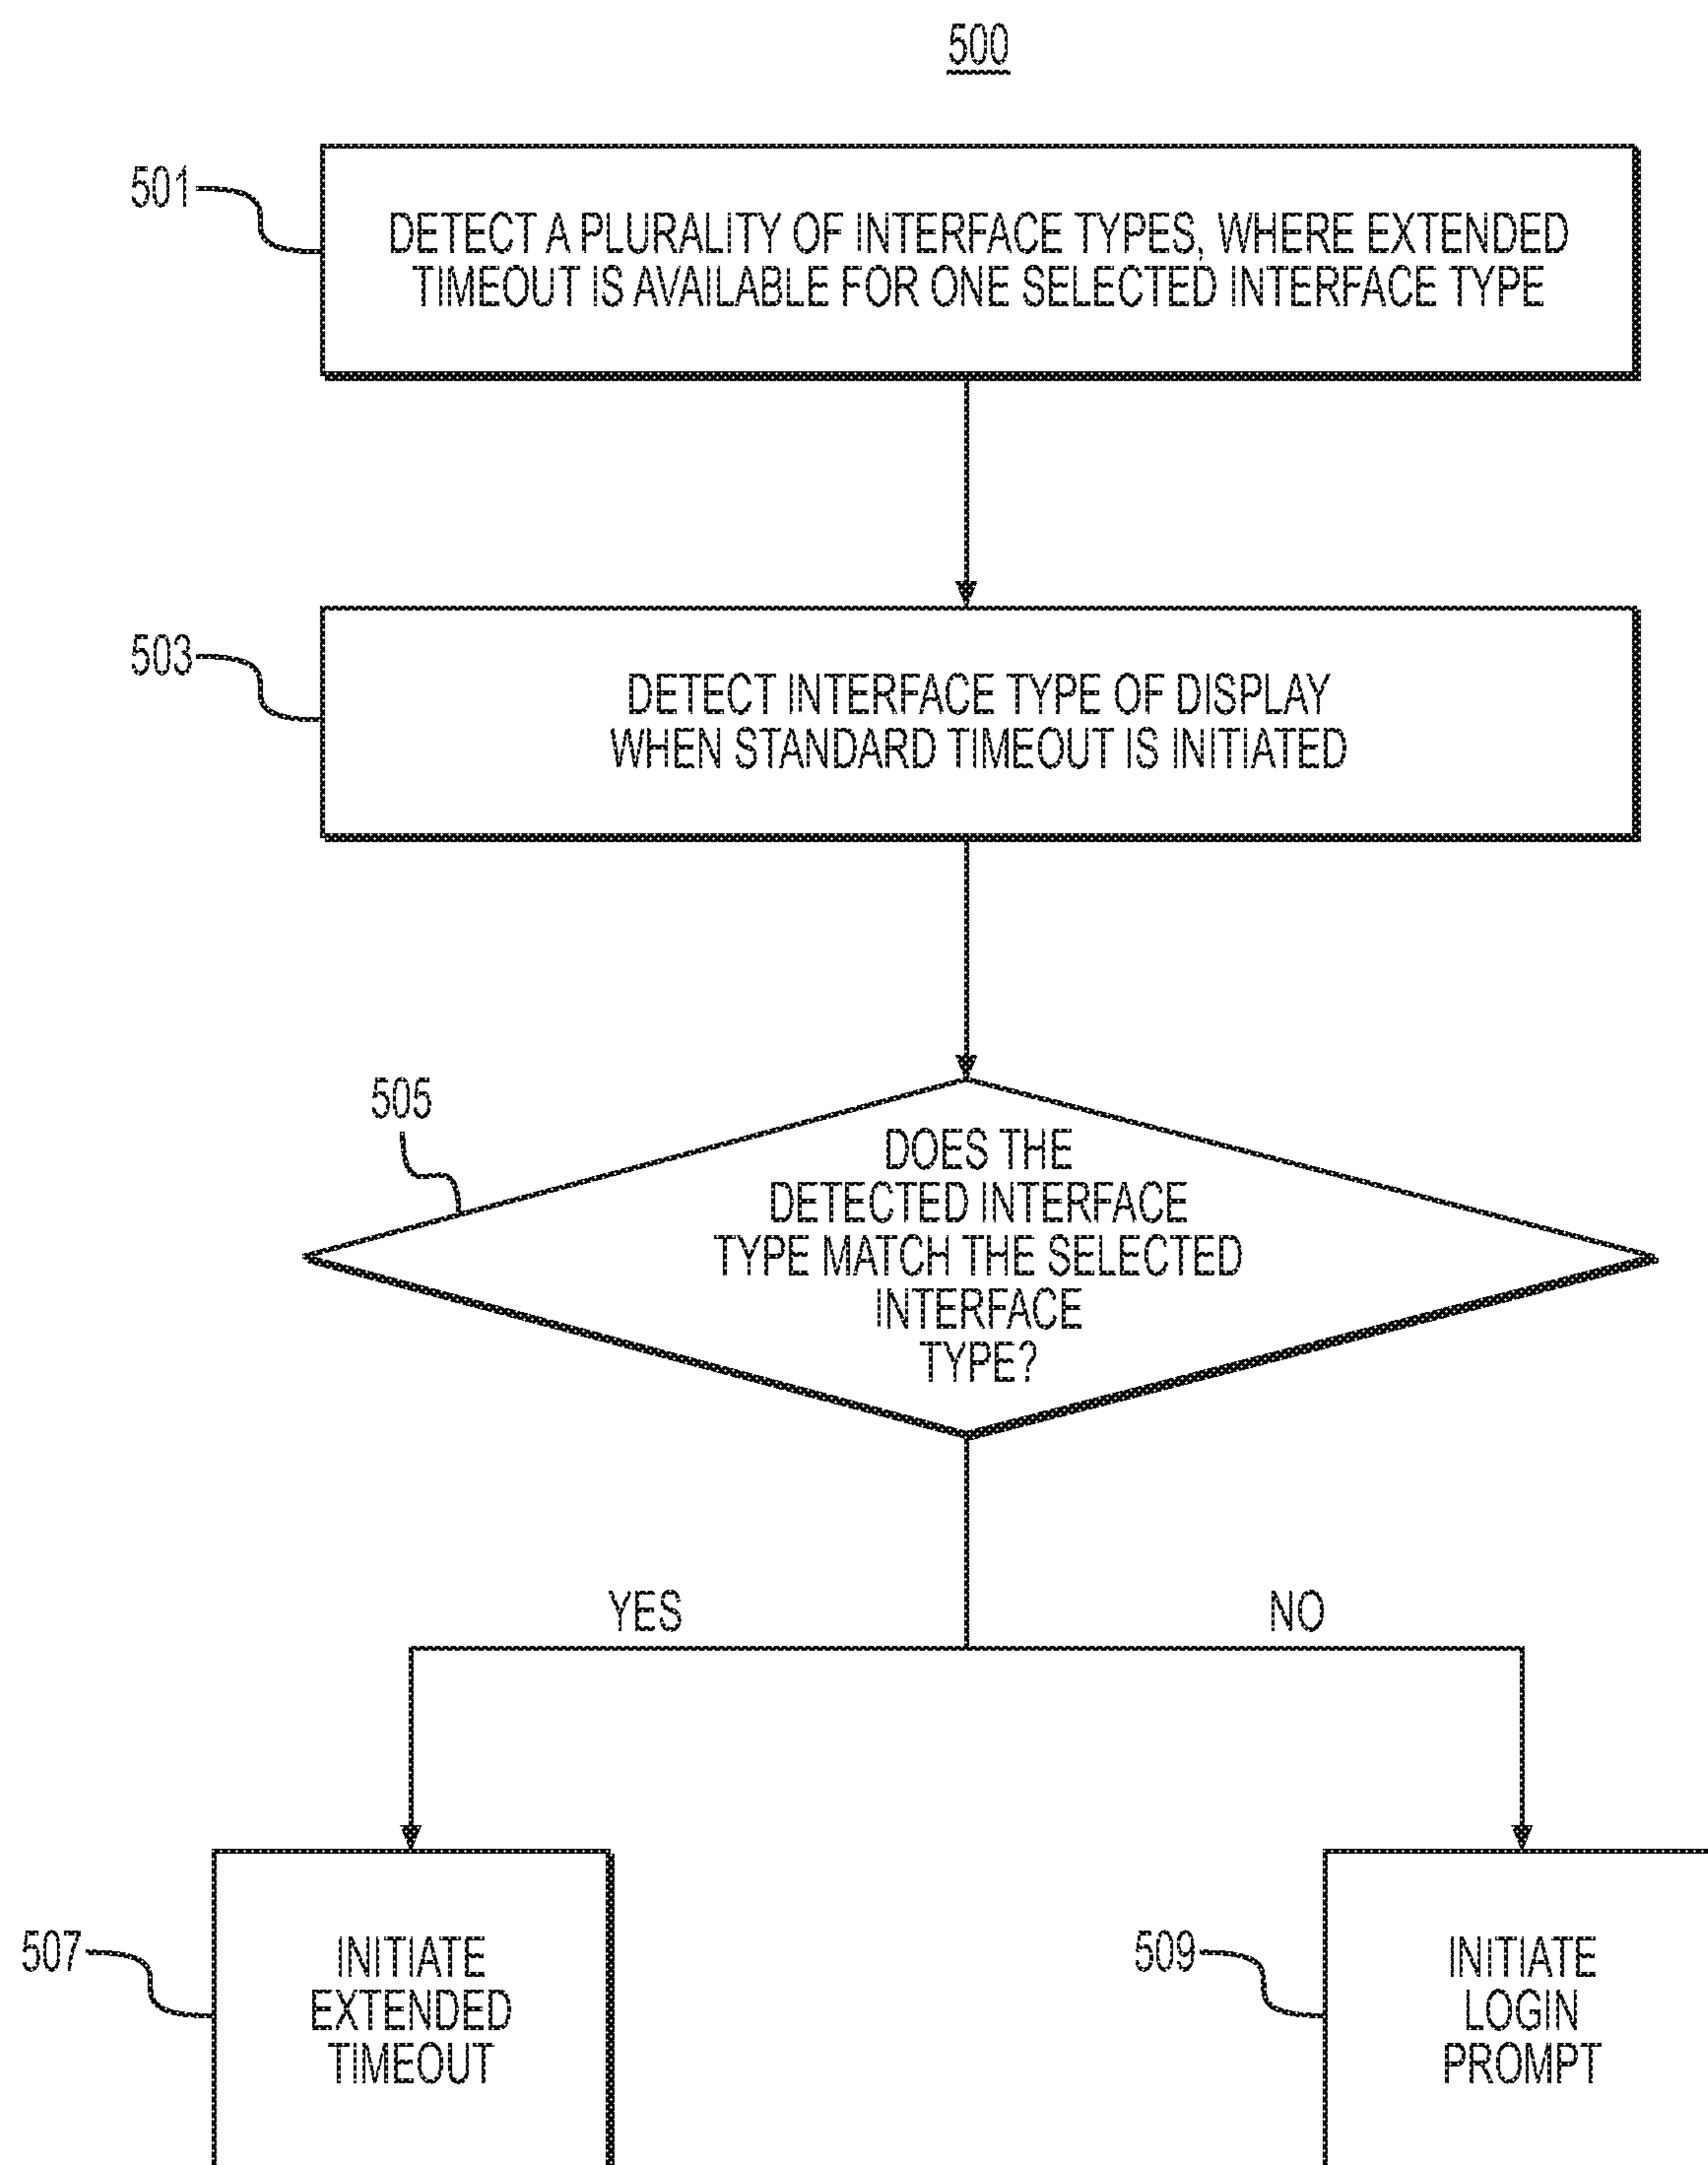 500
501
DETECT A PLURALITY OF INTERFACE TYPES, WHERE EXTENDED
TIMEOUT IS AVAILABLE FOR ONE SELECTED INTERFACE TYPE
503
DETECT INTERFACE TYPE OF DISPLAY
WHEN STANDARD TIMEOUT IS INITIATED
505
DOES THE
DETECTED INTERFACE
TYPE MATCH THE SELECTED
INTERFACE
TYPE?
YES
NO
507
INITIATE
EXTENDED
TIMEOUT
509
INITIATE
LOGIN
PROMPT